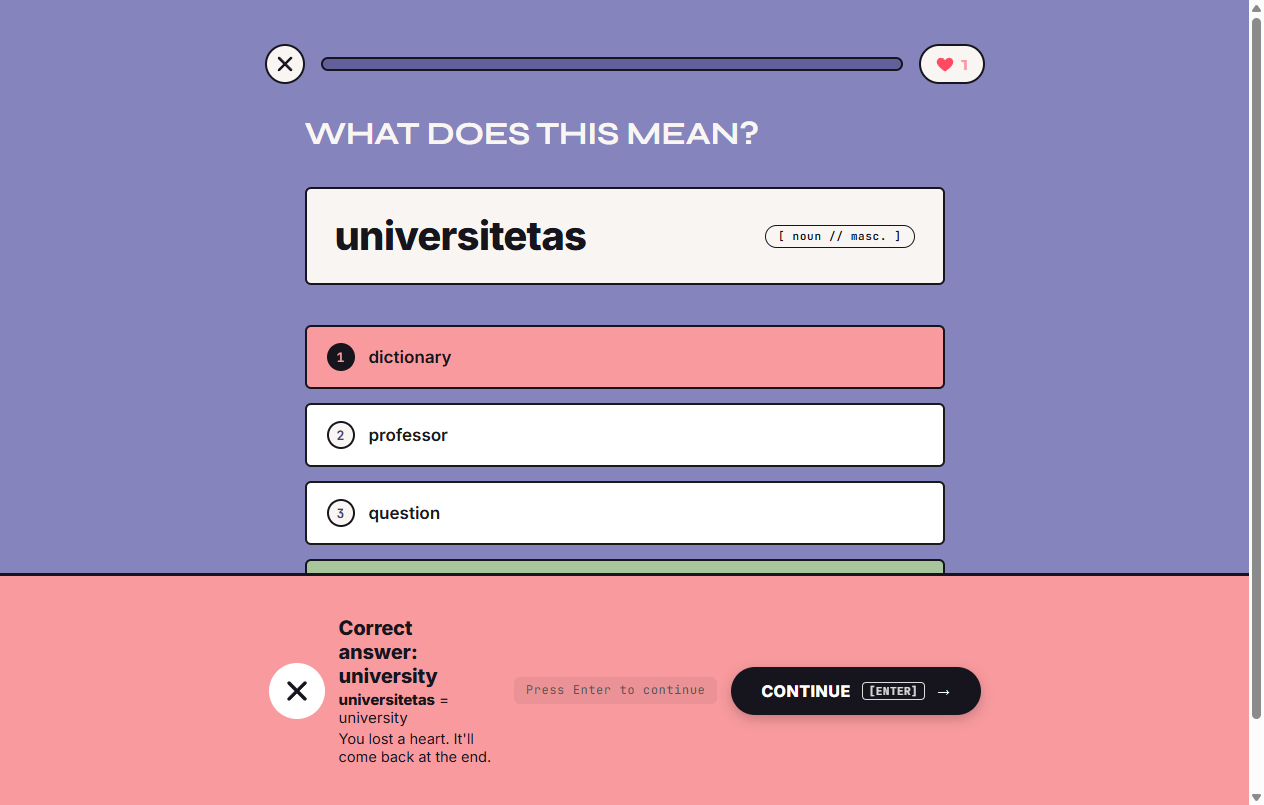 1
WHAT DOES THIS MEAN?
universitetas
[ noun // masc. ]
1 dictionary
2 professor
3 question
Correct
answer:
university
universitetas =
university
You lost a heart. It'll
come back at the end.
Press Enter to continue
CONTINUE [ENTER] →